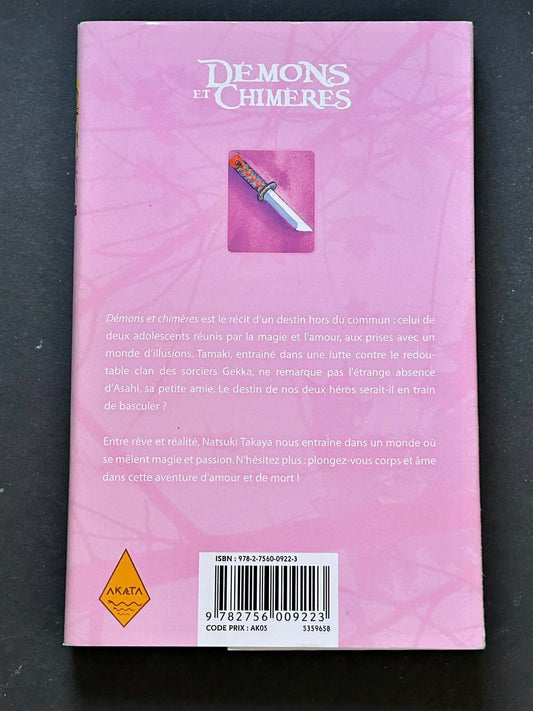 DÉMONS
ET CHIMÈRES
Démons et chimères est le récit d'un destin hors du commun : celui de
deux adolescents réunis par la magie et l'amour, aux prises avec un
monde d'illusions. Tamaki, entrainé dans une lutte contre le redou-
table clan des sorciers Gekka, ne remarque pas l'étrange absence
d'Asahi, sa petite amie. Le destin de nos deux héros serait-il en train
de basculer ?
Entre rêve et réalité, Natsuki Takaya nous entraîne dans un monde où
se mêlent magie et passion. N'hésitez plus : plongez-vous corps et âme
dans cette aventure d'amour et de mort !
ISBN : 978-2-7560-0922-3
9 782756 009223
CODE PRIX : AK05 5359658
AKATA